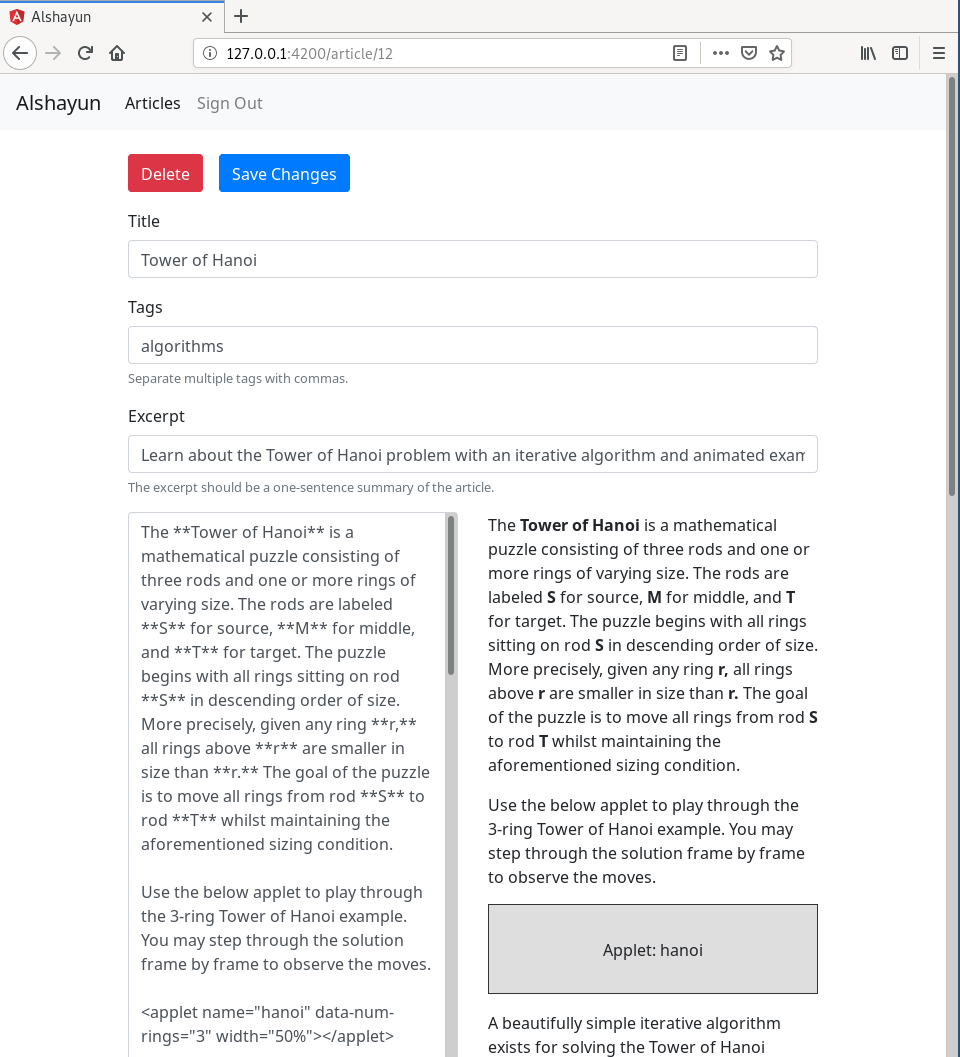 Alshayun
127.0.0.1:4200/article/12
Alshayun Articles Sign Out
Delete Save Changes
Title
Tower of Hanoi
Tags
algorithms
Separate multiple tags with commas.
Excerpt
Learn about the Tower of Hanoi problem with an iterative algorithm and animated exam
The excerpt should be a one-sentence summary of the article.
The **Tower of Hanoi** is a
mathematical puzzle consisting of
three rods and one or more rings of
varying size. The rods are labeled
**S** for source, **M** for middle,
and **T** for target. The puzzle
begins with all rings sitting on rod
**S** in descending order of size.
More precisely, given any ring **r,**
all rings above **r** are smaller in
size than **r.** The goal of the puzzle
is to move all rings from rod **S** to
rod **T** whilst maintaining the
aforementioned sizing condition.
Use the below applet to play through
the 3-ring Tower of Hanoi example.
You may step through the solution
frame by frame to observe the moves.
<applet name="hanoi" data-num-
rings="3" width="50%"></applet>
The Tower of Hanoi is a mathematical
puzzle consisting of three rods and one or
more rings of varying size. The rods are
labeled S for source, M for middle, and T
for target. The puzzle begins with all rings
sitting on rod S in descending order of size.
More precisely, given any ring r, all rings
above r are smaller in size than r. The goal
of the puzzle is to move all rings from rod S
to rod T whilst maintaining the
aforementioned sizing condition.
Use the below applet to play through the
3-ring Tower of Hanoi example. You may
step through the solution frame by frame
to observe the moves.
Applet: hanoi
A beautifully simple iterative algorithm
exists for solving the Tower of Hanoi